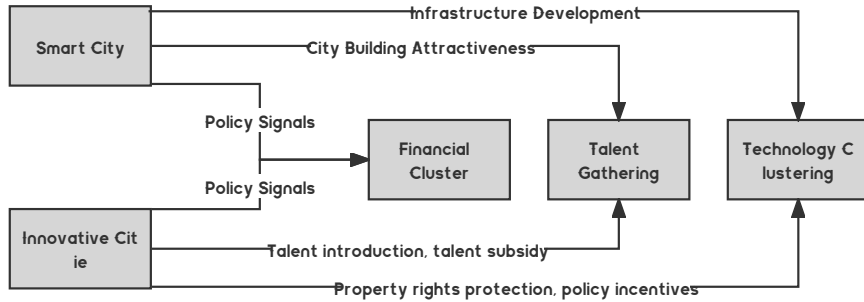 Infrastructure Development
Smart City
City Building Attractiveness
Policy Signals
Financial
Cluster
Talent
Gathering
Technology C
lustering
Policy Signals
Innovative Cit
ie
Talent introduction, talent subsidy
Property rights protection, policy incentives